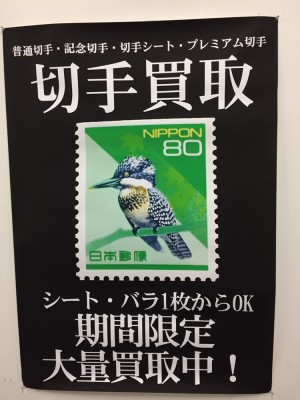 普通切手・記念切手・切手シート・プレミアム切手
切手買取
NIPPON
80
日本郵便
シート・バラ1枚からOK
期間限定
大量買取中！